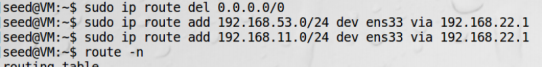 seed@VM:~$ sudo ip route del 0.0.0.0/0
seed@VM:~$ sudo ip route add 192.168.53.0/24 dev ens33 via 192.168.22.1
seed@VM:~$ sudo ip route add 192.168.11.0/24 dev ens33 via 192.168.22.1
seed@VM:~$ route -n
routing table